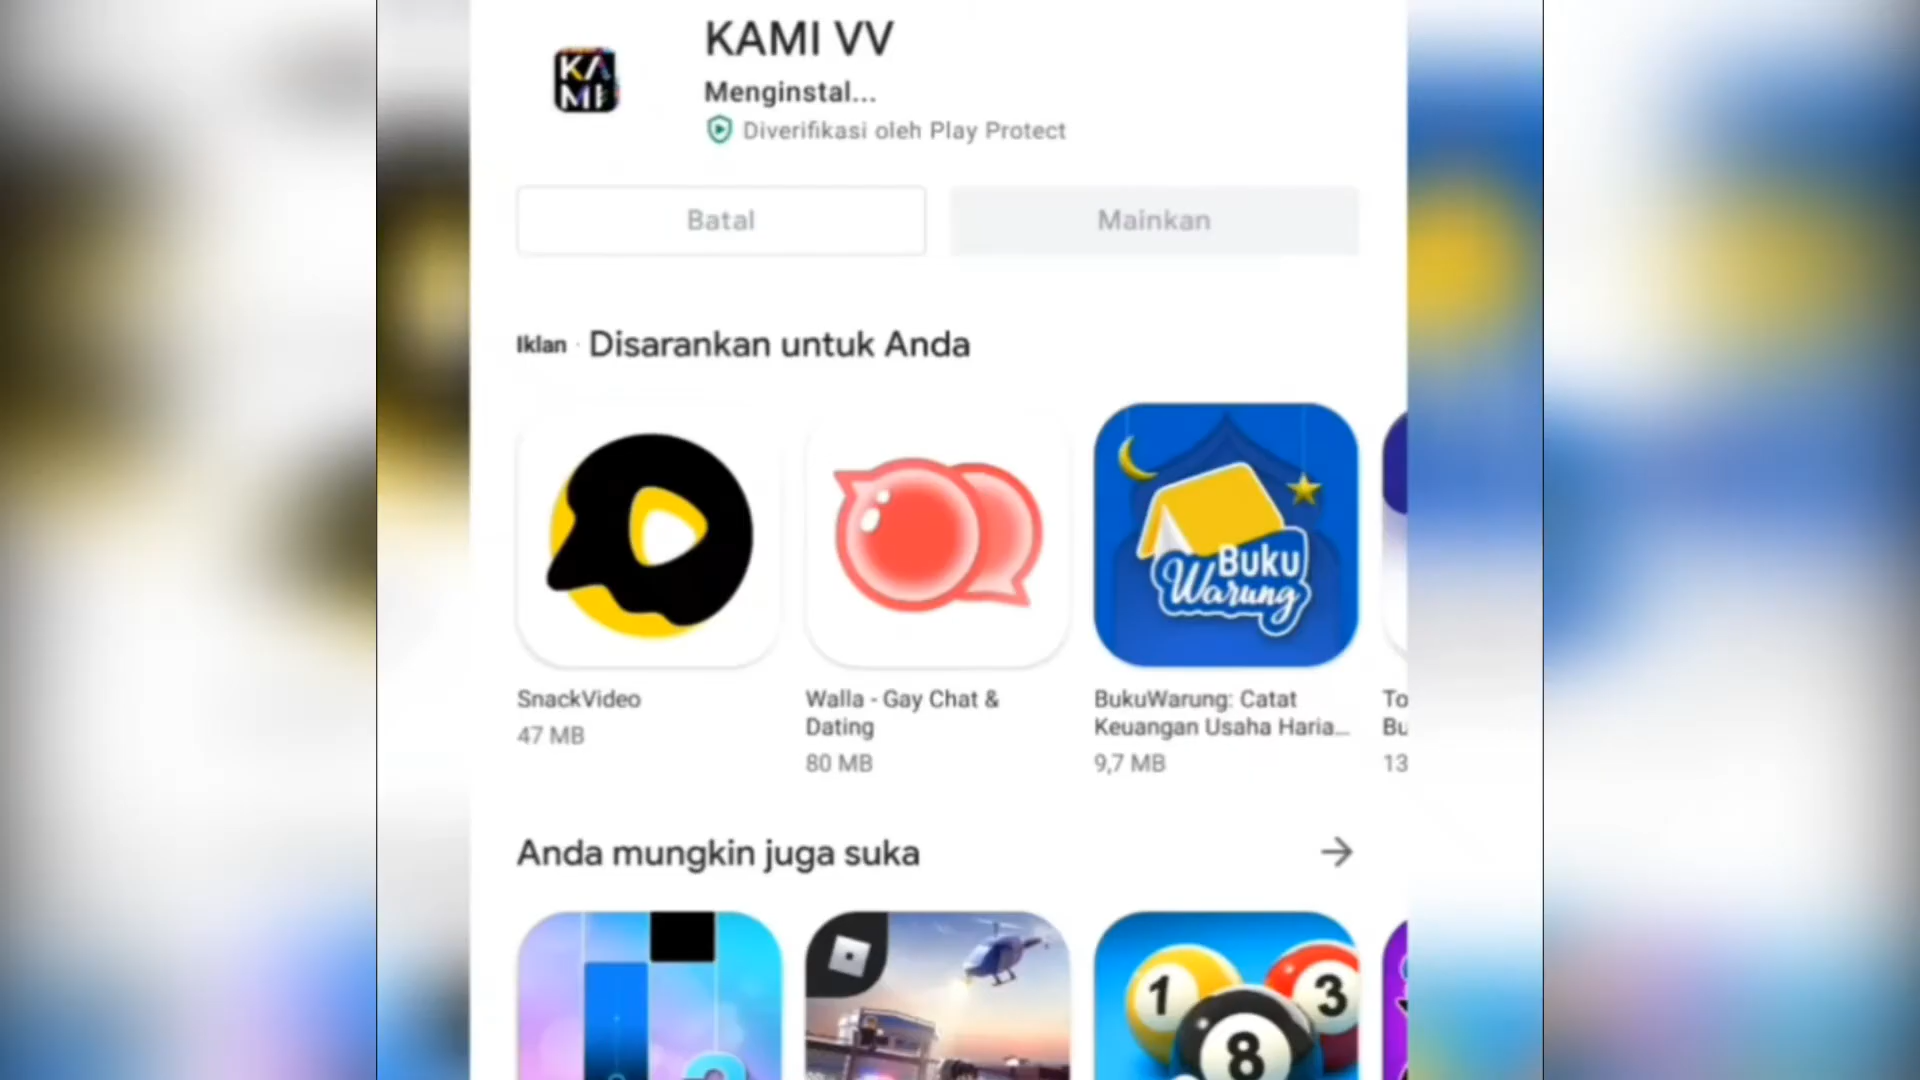 KA
MI
KAMI VV
Menginstal...
Diverifikasi oleh Play Protect
Batal
Mainkan
Iklan · Disarankan untuk Anda
Buku
Warung
SnackVideo
47 MB
Walla - Gay Chat &
Dating
80 MB
BukuWarung: Catat
Keuangan Usaha Haria...
9,7 MB
To
Bu
13
Anda mungkin juga suka
1
3
8